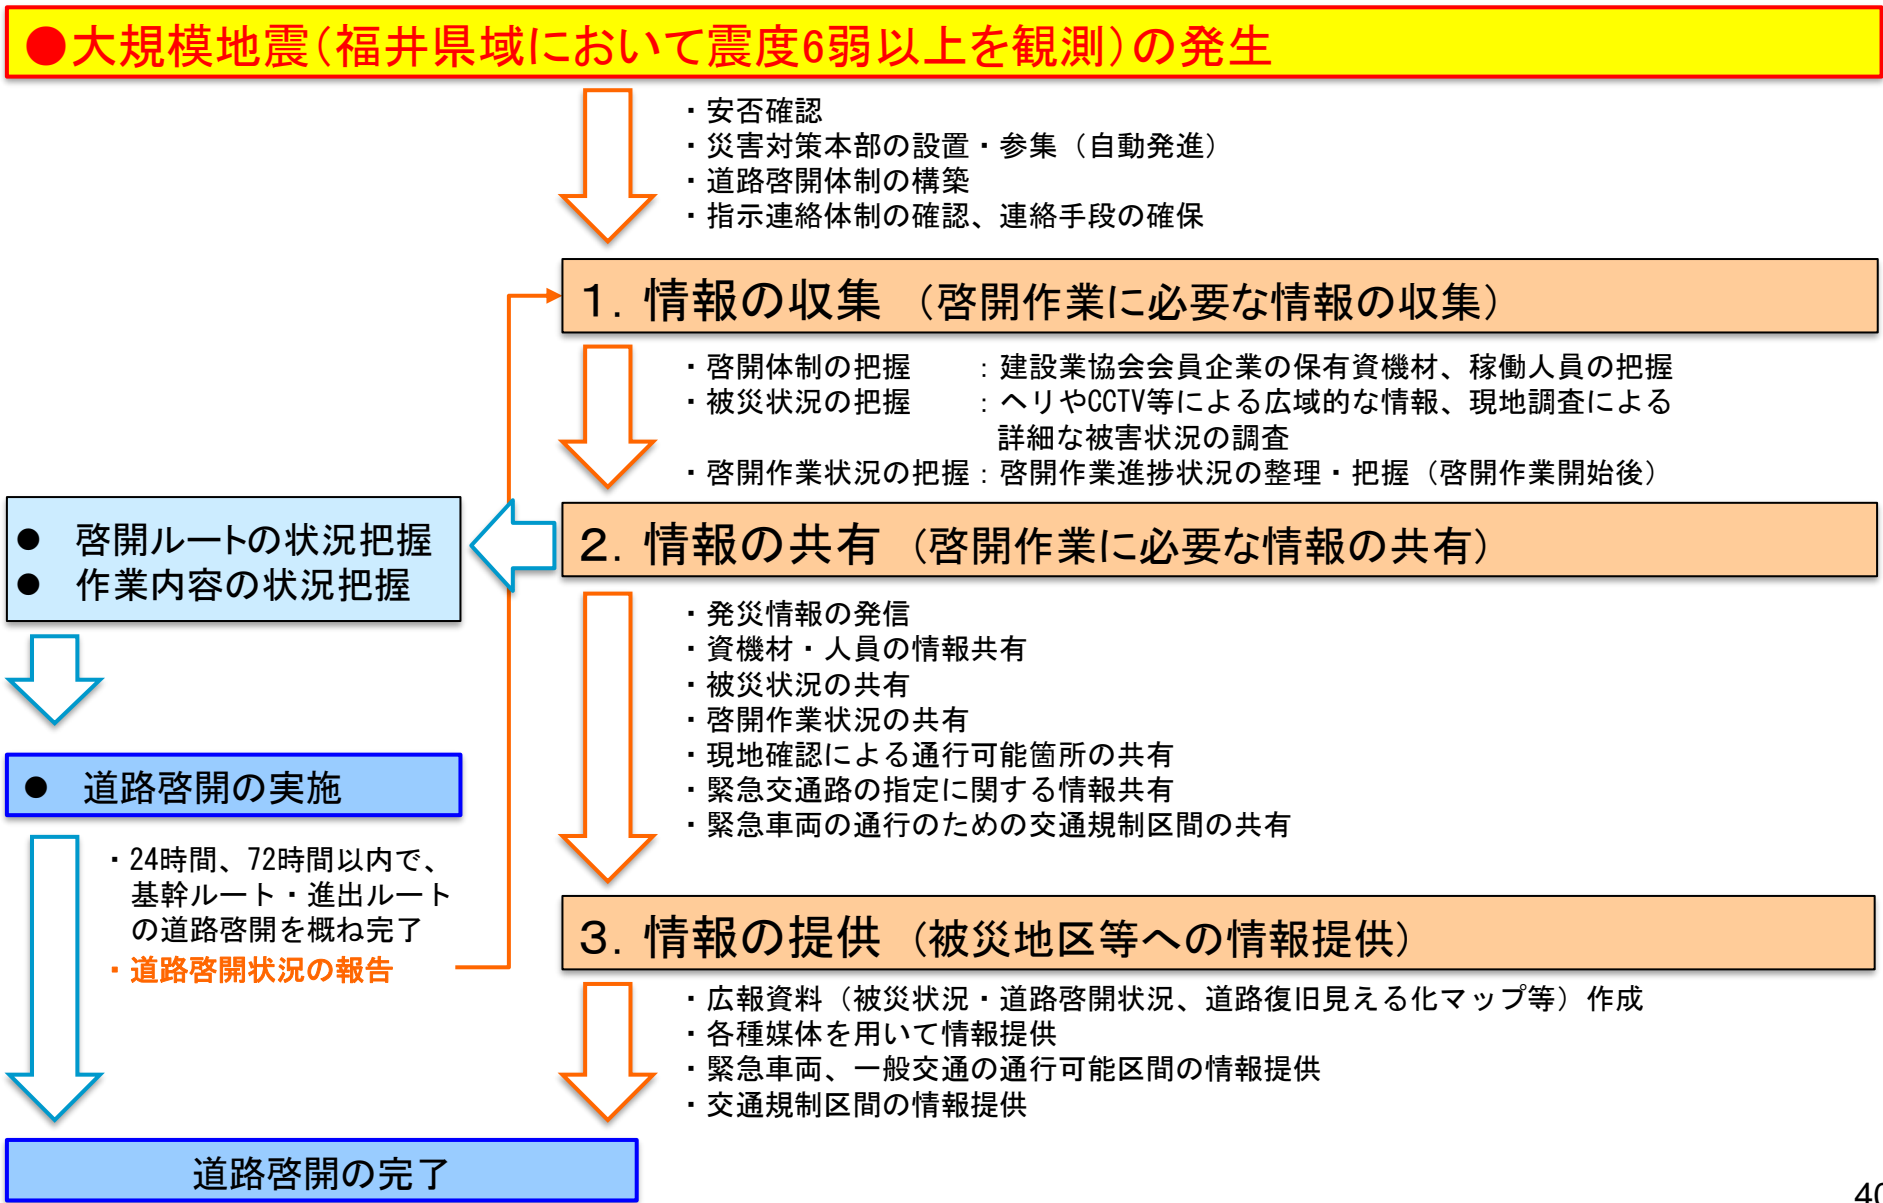 ●大規模地震(福井県域において震度6弱以上を観測)の発生
・安否確認
・災害対策本部の設置・参集（自動発進）
・道路啓開体制の構築
・指示連絡体制の確認、連絡手段の確保
１．情報の収集（啓開作業に必要な情報の収集）
・啓開体制の把握　　：建設業協会会員企業の保有資機材、稼働人員の把握
・被災状況の把握　　：ヘリやCCTV等による広域的な情報、現地調査による
詳細な被害状況の調査
・啓開作業状況の把握：啓開作業進捗状況の整理・把握（啓開作業開始後）
２．情報の共有（啓開作業に必要な情報の共有）
● 啓開ルートの状況把握
● 作業内容の状況把握
・発災情報の発信
・資機材・人員の情報共有
・被災状況の共有
・啓開作業状況の共有
・現地確認による通行可能箇所の共有
・緊急交通路の指定に関する情報共有
・緊急車両の通行のための交通規制区間の共有
● 道路啓開の実施
・24時間、72時間以内で、
基幹ルート・進出ルート
の道路啓開を概ね完了
・道路啓開状況の報告
３．情報の提供（被災地区等への情報提供）
・広報資料（被災状況・道路啓開状況、道路復旧見える化マップ等）作成
・各種媒体を用いて情報提供
・緊急車両、一般交通の通行可能区間の情報提供
・交通規制区間の情報提供
道路啓開の完了